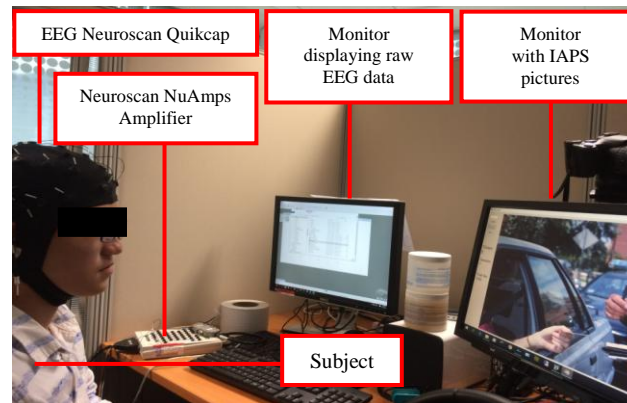 EEG Neuroscan Quikcap
Neuroscan NuAmps
Amplifier
Monitor
displaying raw
EEG data
Monitor
with IAPS
pictures
Subject